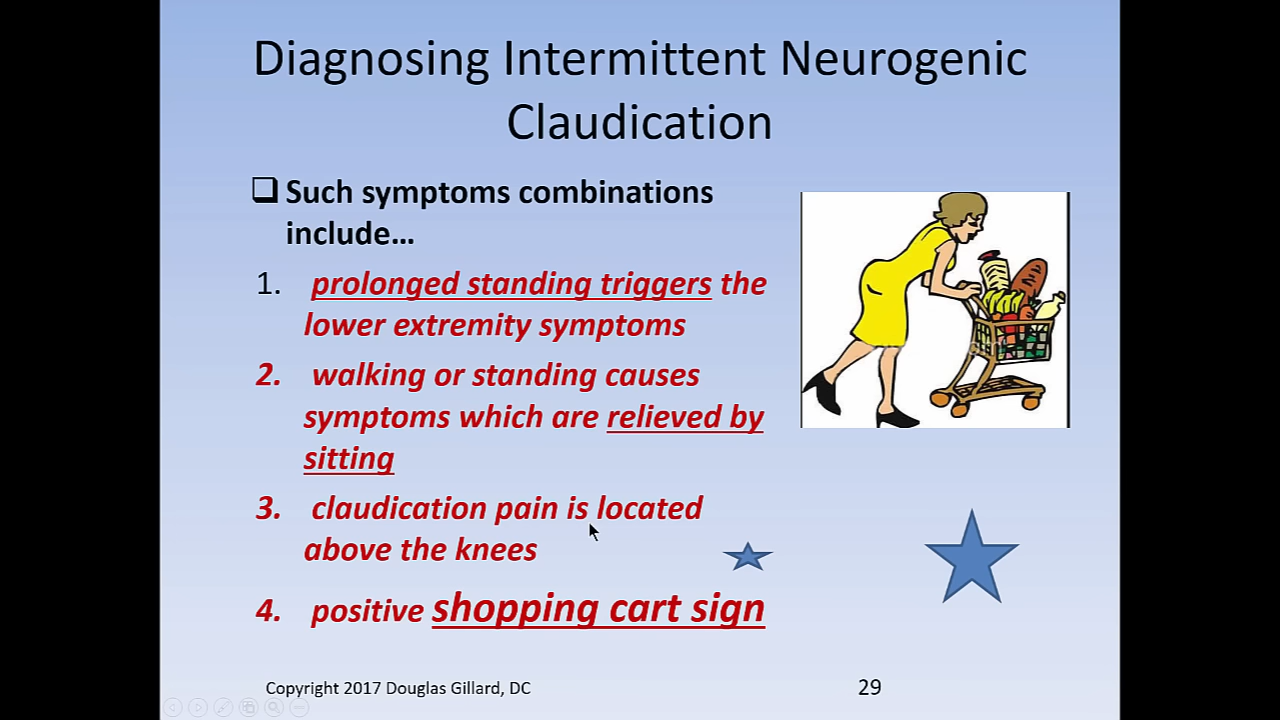 Diagnosing Intermittent Neurogenic
Claudication
Such symptoms combinations
include…
1. prolonged standing triggers the
lower extremity symptoms
2. walking or standing causes
symptoms which are relieved by
sitting
3. claudication pain is located
above the knees
4. positive shopping cart sign
Copyright 2017 Douglas Gillard, DC
29